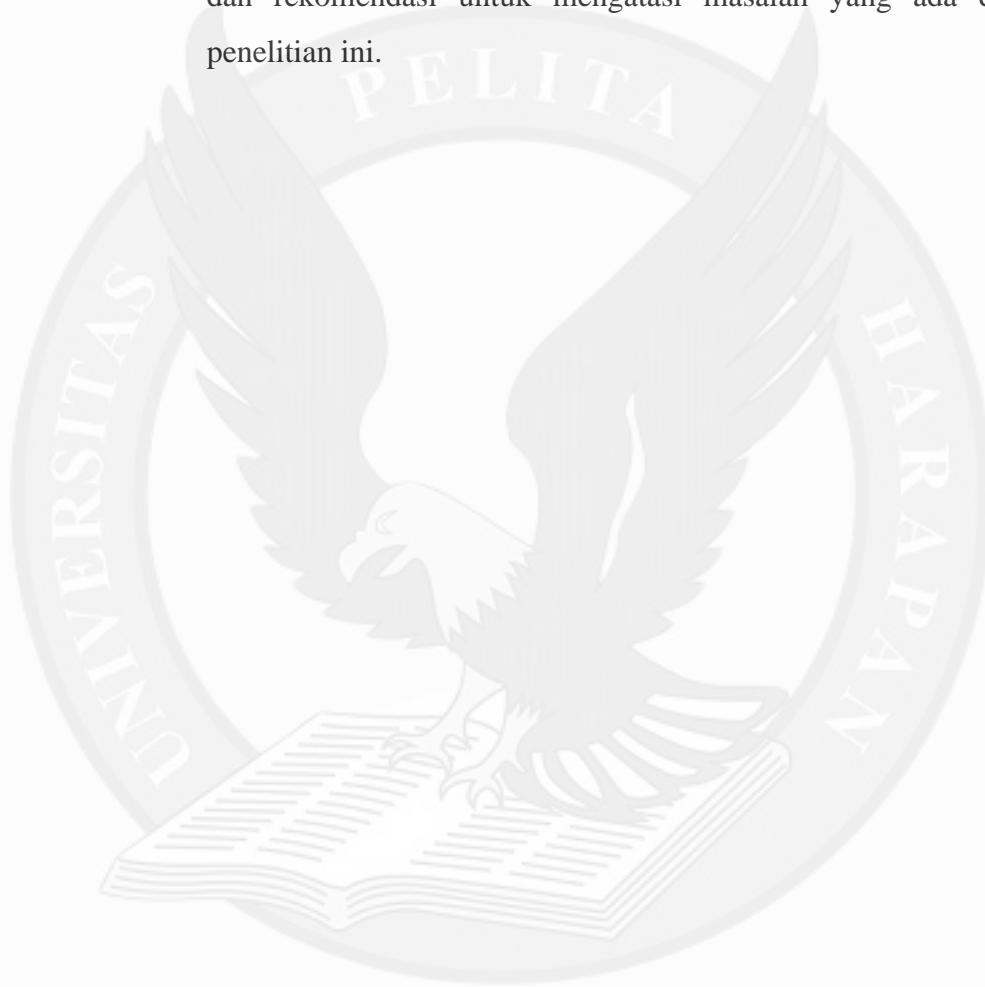 dan rekomendasi untuk mengatasi masalah yang ada
penelitian ini.
PELITA
UNIVERSITAS
HARAPAN